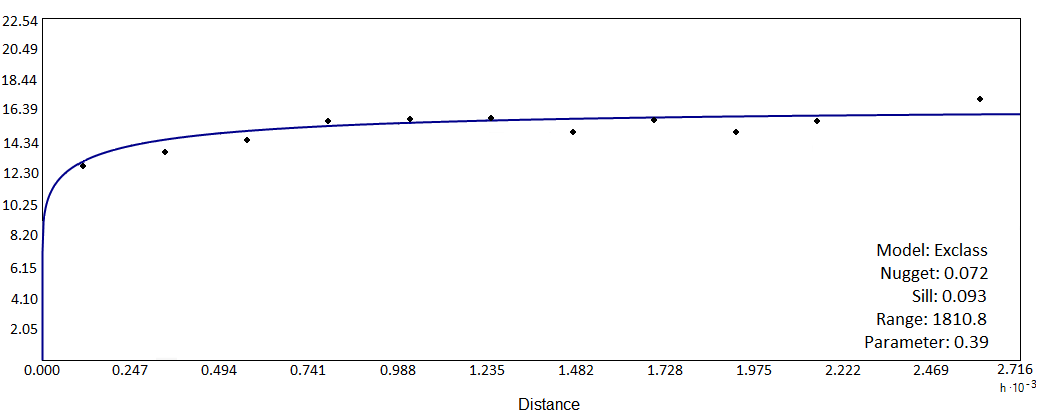 22.54
20.49
18.44
16.39
14.34
12.30
10.25
8.20
6.15
4.10
2.05
Model: Exclass
Nugget: 0.072
Sill: 0.093
Range: 1810.8
Parameter: 0.39
0.000 0.247 0.494 0.741 0.988 1.235 1.482 1.728 1.975 2.222 2.469 2.716
h ·10⁻³
Distance